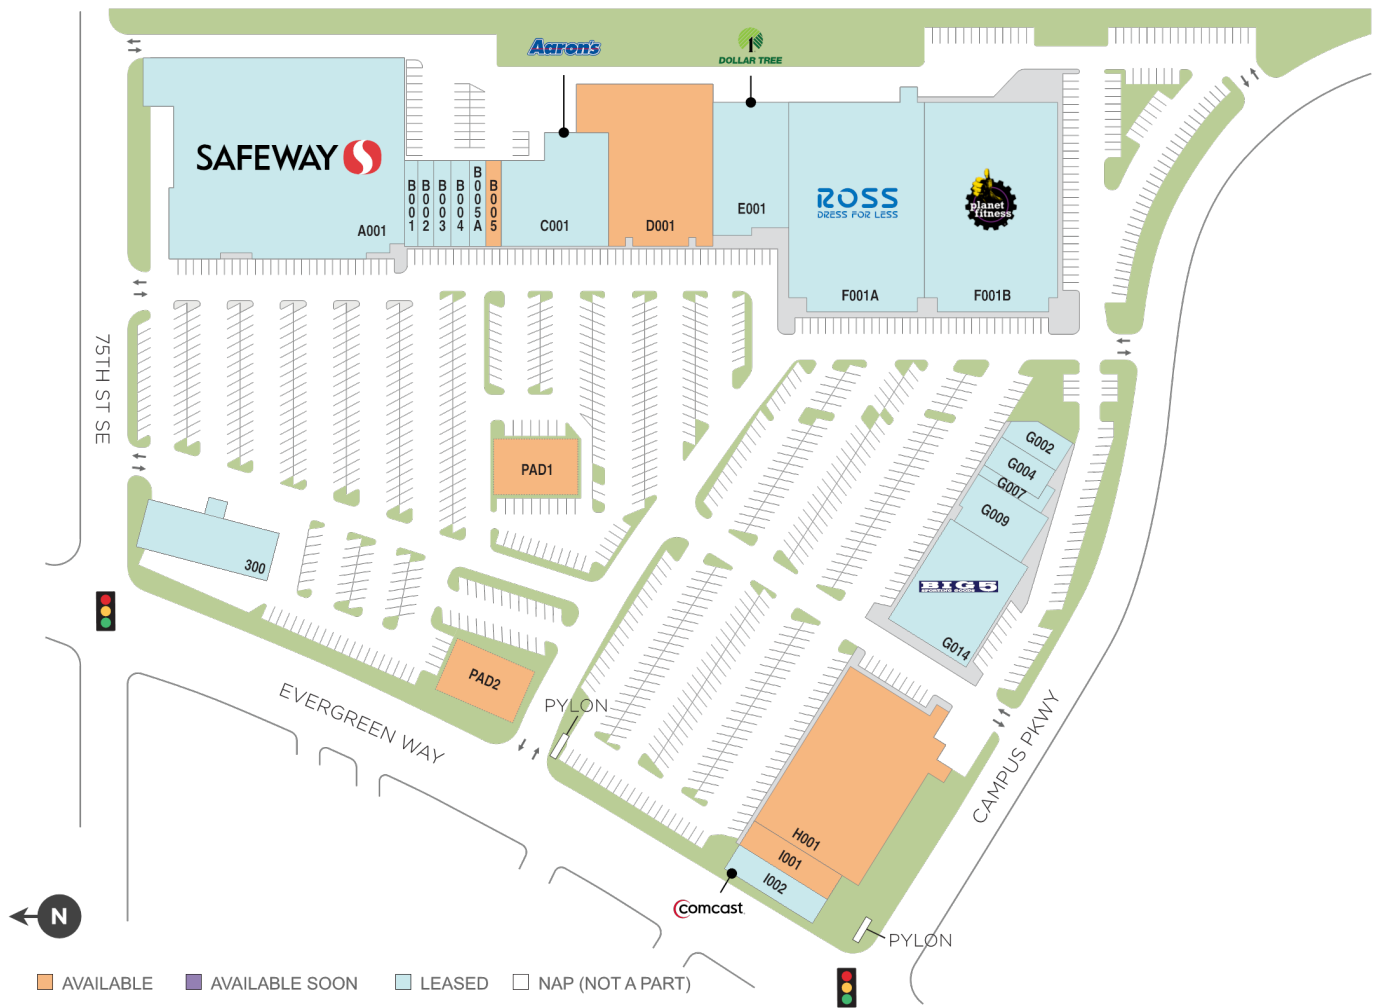 Aaron's
DOLLAR TREE
SAFEWAY
A001
B001
B002
B003
B004
B005A
B005
C001
D001
E001
ROSS
DRESS FOR LESS
F001A
planet
fitness
F001B
75TH ST SE
PAD1
G002
G004
G007
G009
BIG 5
SPORTING GOODS
G014
300
PAD2
EVERGREEN WAY
PYLON
CAMPUS PKWY
H001
I001
I002
comcast
PYLON
N
AVAILABLE
AVAILABLE SOON
LEASED
NAP (NOT A PART)